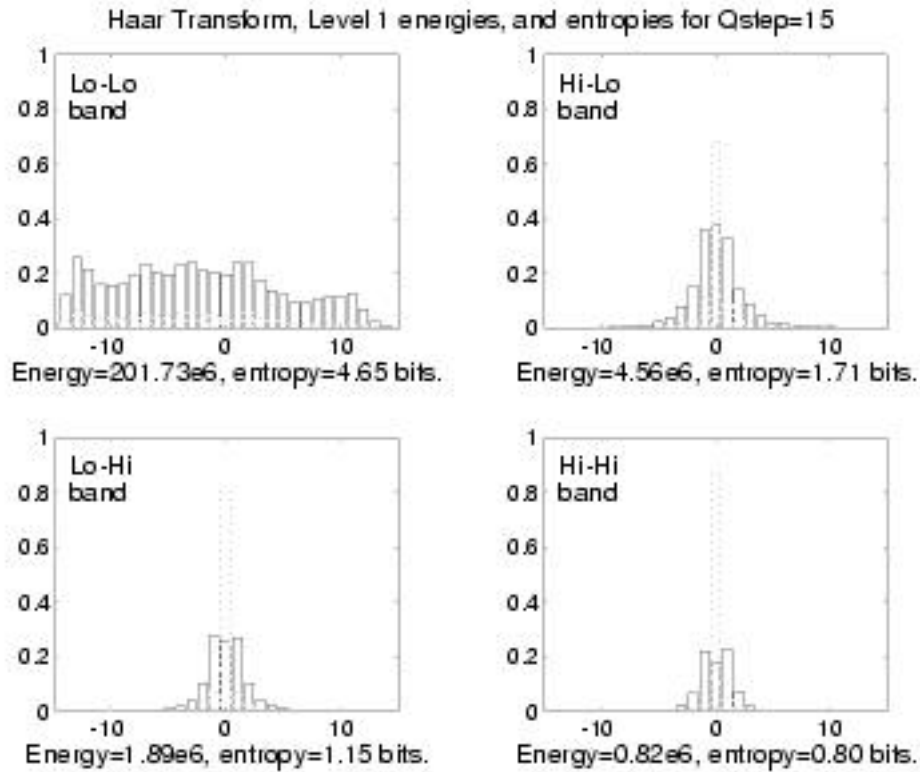 Haar Transform, Level 1 energies, and entropies for Qstep=15
1
0.8
0.6
0.4
0.2
0
Lo-Lo
band
-10 0 10
Energy=201.73e6, entropy=4.65 bits.
1
0.8
0.6
0.4
0.2
0
Hi-Lo
band
-10 0 10
Energy=4.56e6, entropy=1.71 bits.
1
0.8
0.6
0.4
0.2
0
Lo-Hi
band
-10 0 10
Energy=1.89e6, entropy=1.15 bits.
1
0.8
0.6
0.4
0.2
0
Hi-Hi
band
-10 0 10
Energy=0.82e6, entropy=0.80 bits.